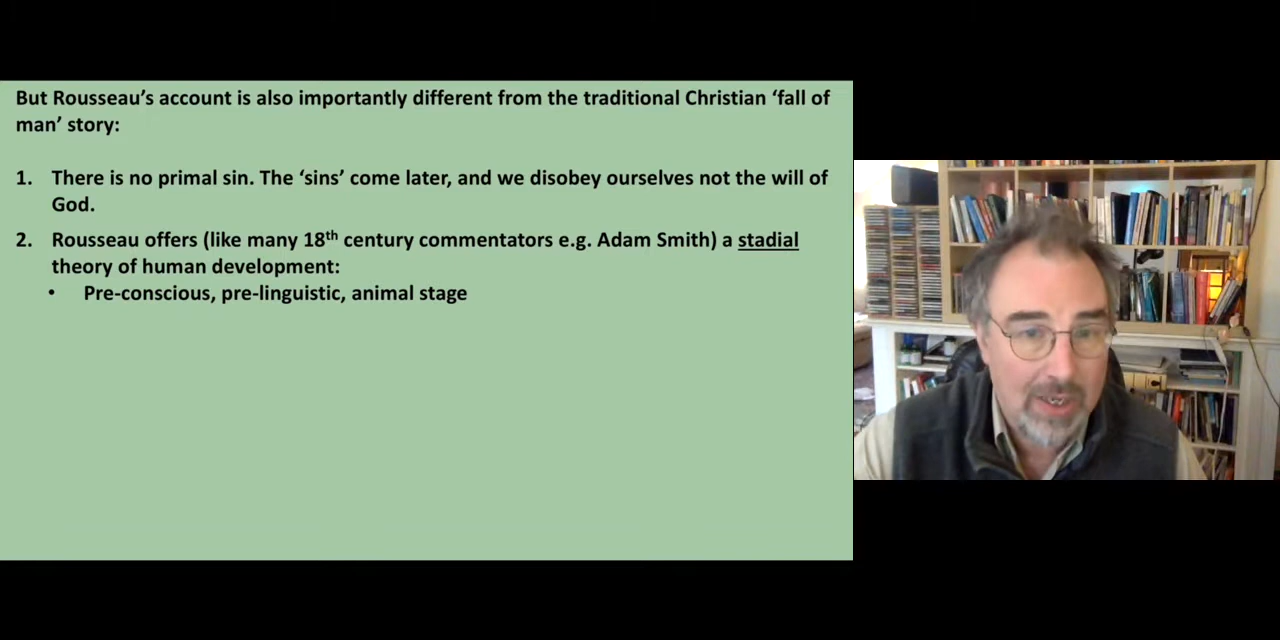 But Rousseau’s account is also importantly different from the traditional Christian ‘fall of
man’ story:
1. There is no primal sin. The ‘sins’ come later, and we disobey ourselves not the will of
God.
2. Rousseau offers (like many 18th century commentators e.g. Adam Smith) a stadial
theory of human development:
• Pre-conscious, pre-linguistic, animal stage